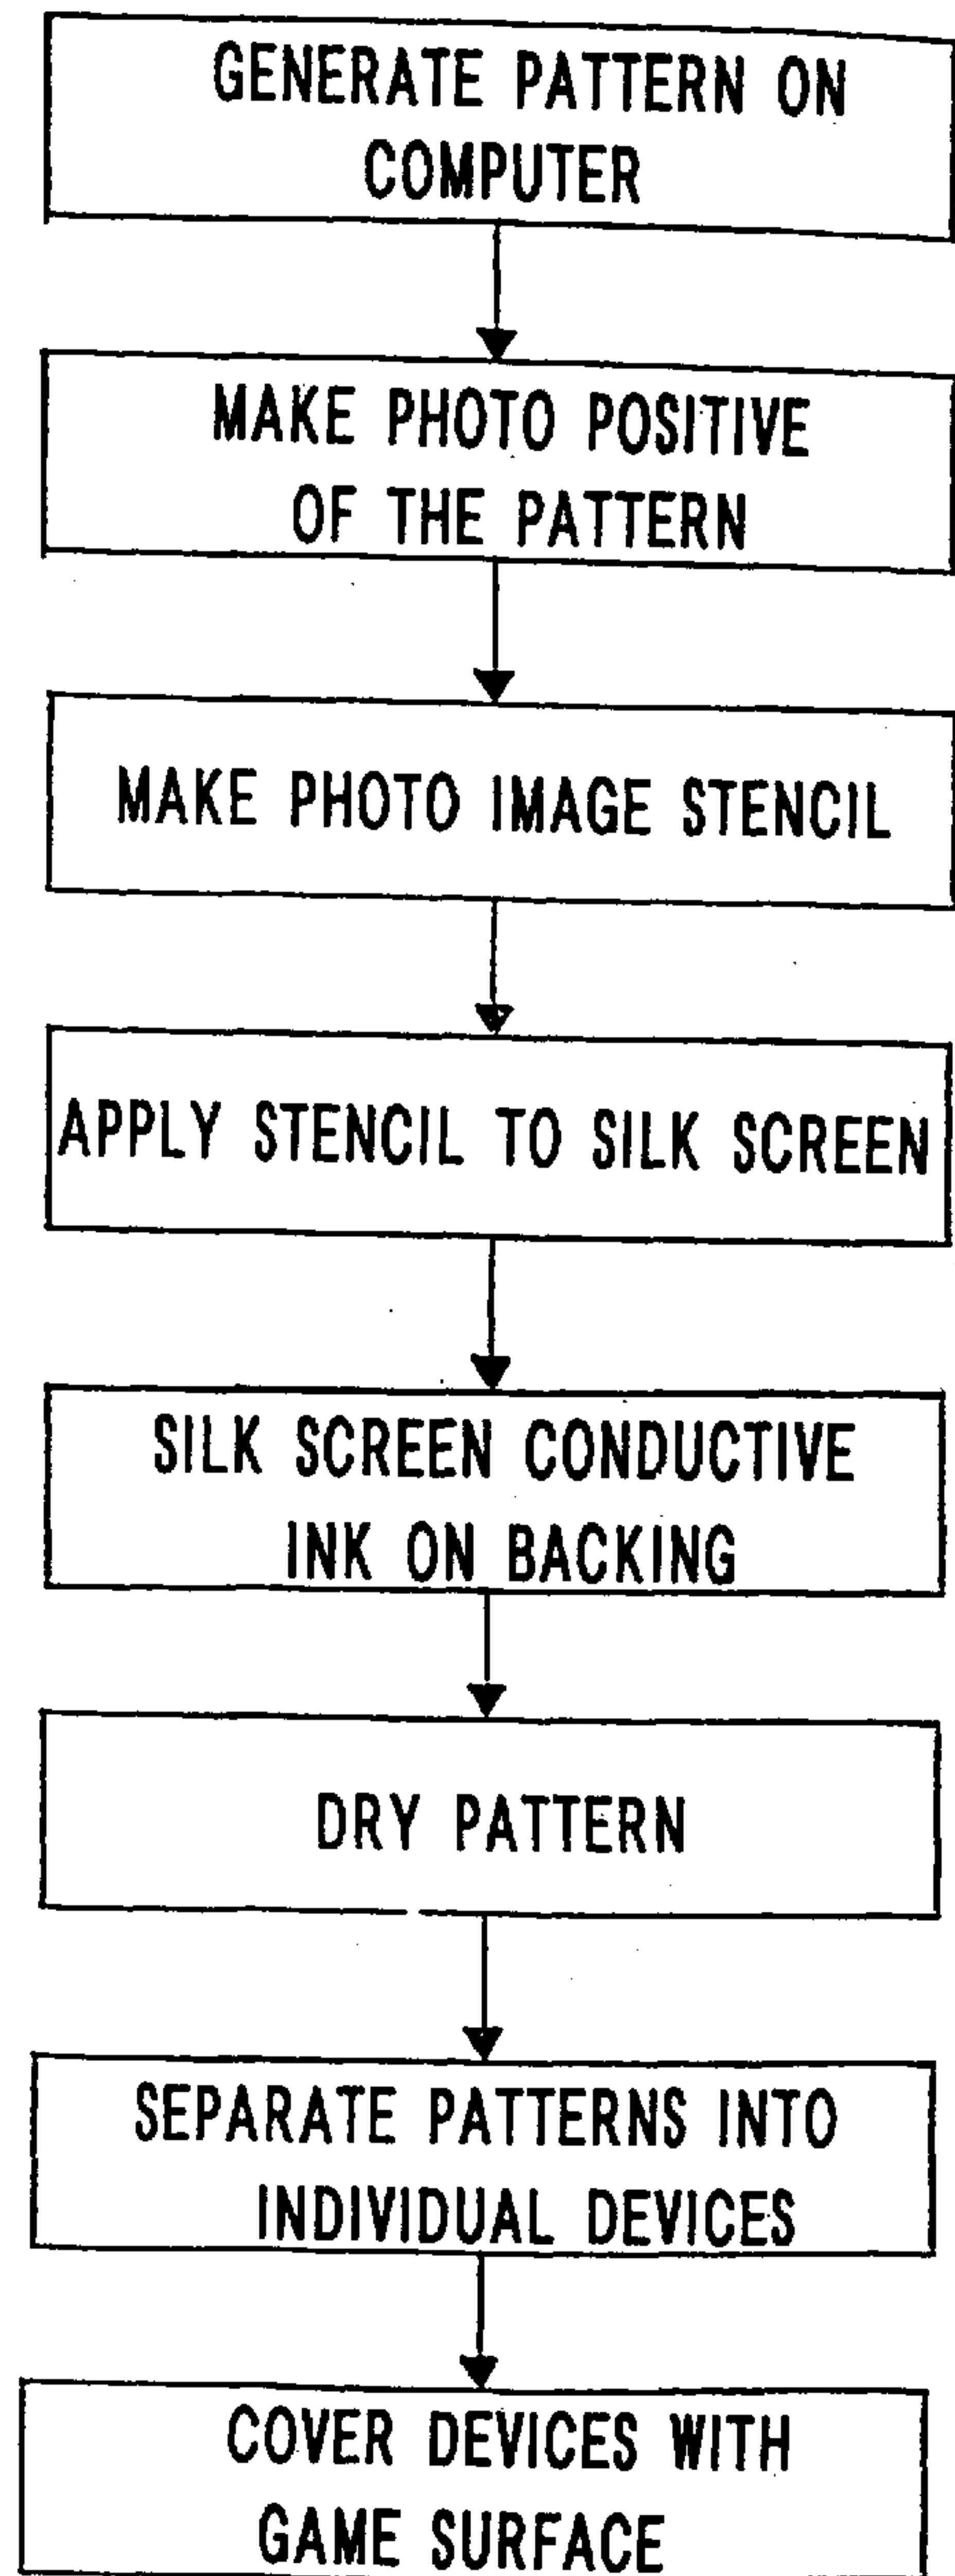 GENERATE PATTERN ON
COMPUTER
MAKE PHOTO POSITIVE
OF THE PATTERN
MAKE PHOTO IMAGE STENCIL
APPLY STENCIL TO SILK SCREEN
SILK SCREEN CONDUCTIVE
INK ON BACKING
DRY PATTERN
SEPARATE PATTERNS INTO
INDIVIDUAL DEVICES
COVER DEVICES WITH
GAME SURFACE